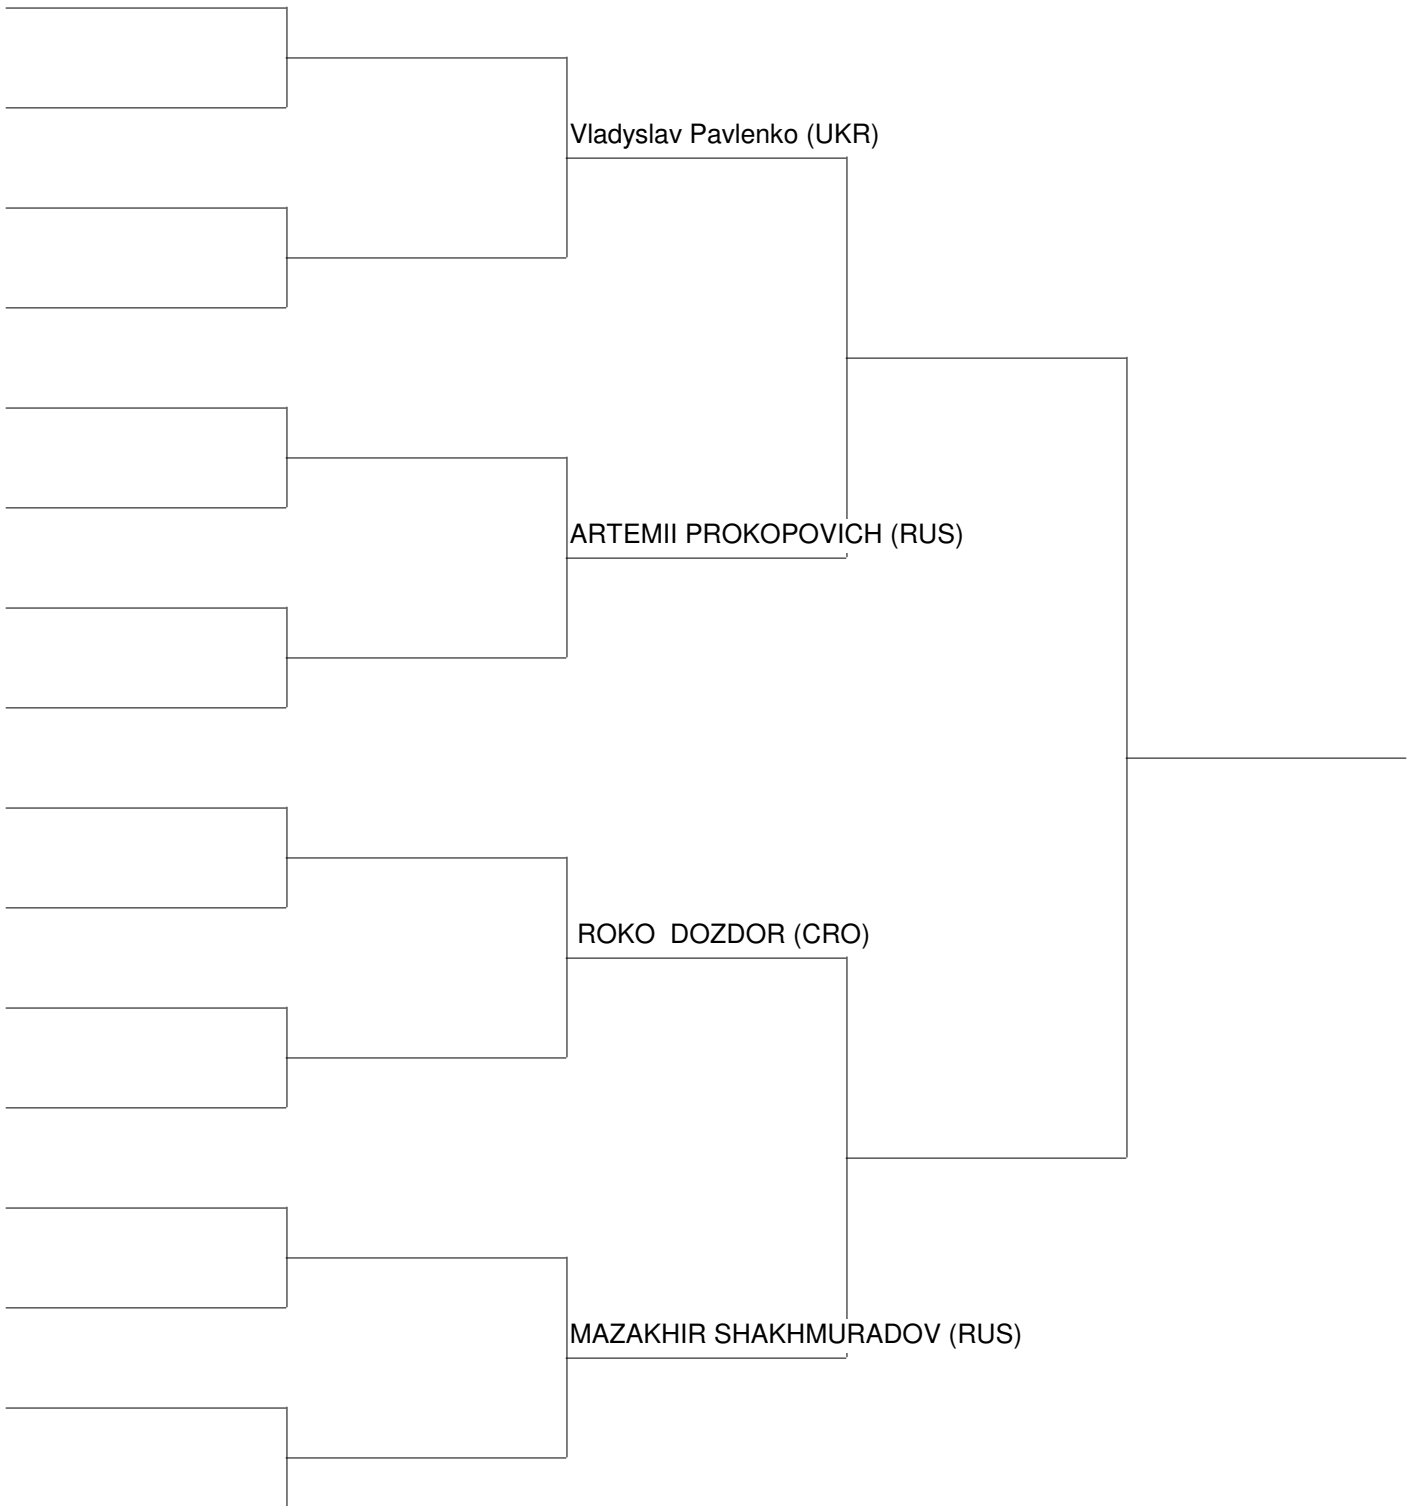 Vladyslav Pavlenko (UKR)
ARTEMII PROKOPOVICH (RUS)
ROKO  DOZDOR (CRO)
MAZAKHIR SHAKHMURADOV (RUS)